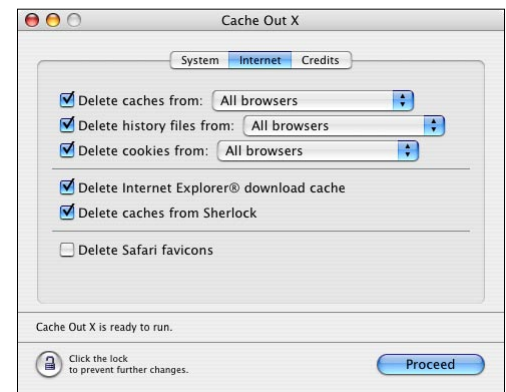 Cache Out X
System Internet Credits
Delete caches from: All browsers
Delete history files from: All browsers
Delete cookies from: All browsers
Delete Internet Explorer® download cache
Delete caches from Sherlock
Delete Safari favicons
Cache Out X is ready to run.
Click the lock
to prevent further changes.
Proceed